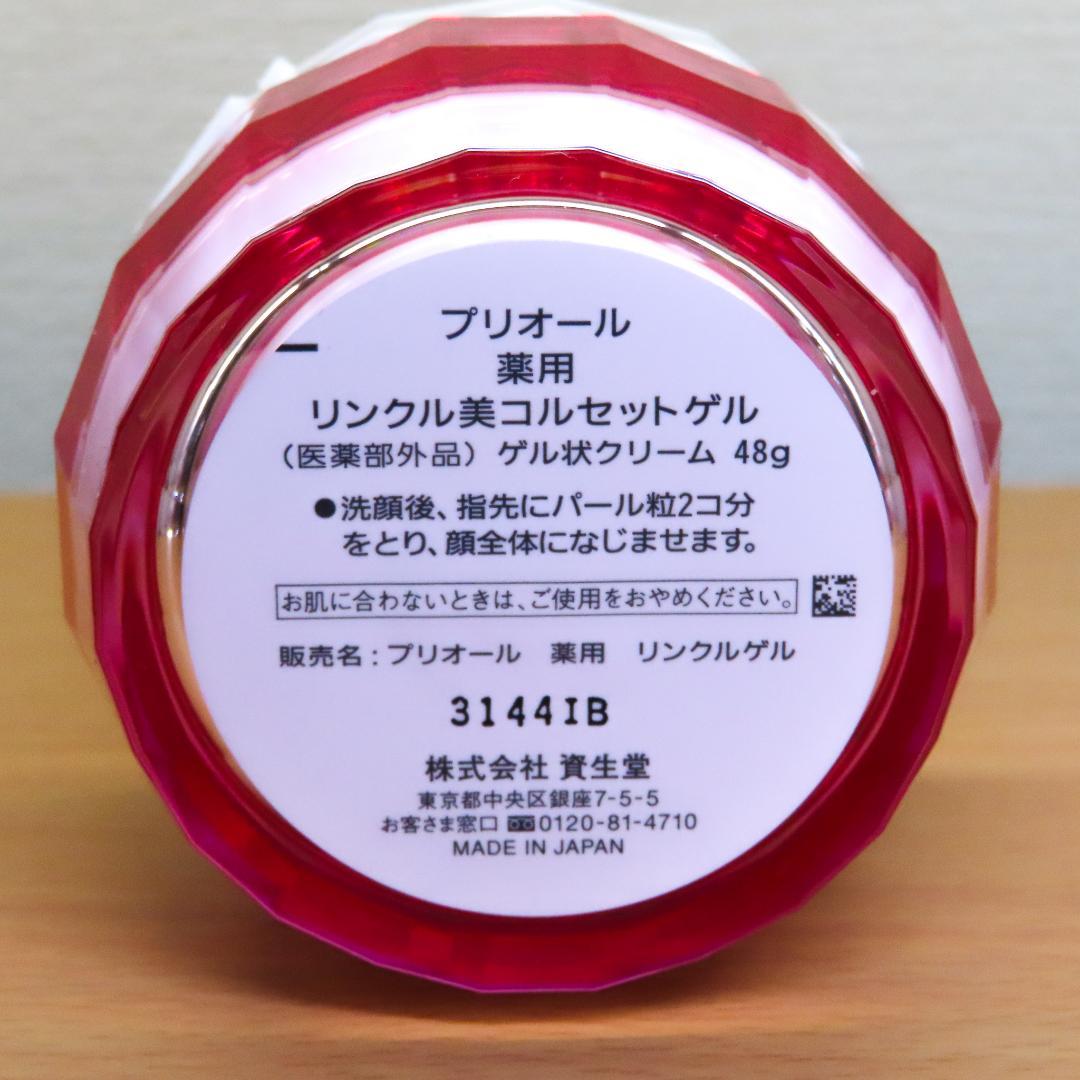 プリオール
薬用
リンクル美コルセットゲル
（医薬部外品）ゲル状クリーム 48g
●洗顔後、指先にパール粒2コ分
をとり、顔全体になじませます。
お肌に合わないときは、ご使用をおやめください。
販売名：プリオール　薬用　リンクルゲル
3144IB
株式会社 資生堂
東京都中央区銀座7-5-5
お客さま窓口 0120-81-4710
MADE IN JAPAN